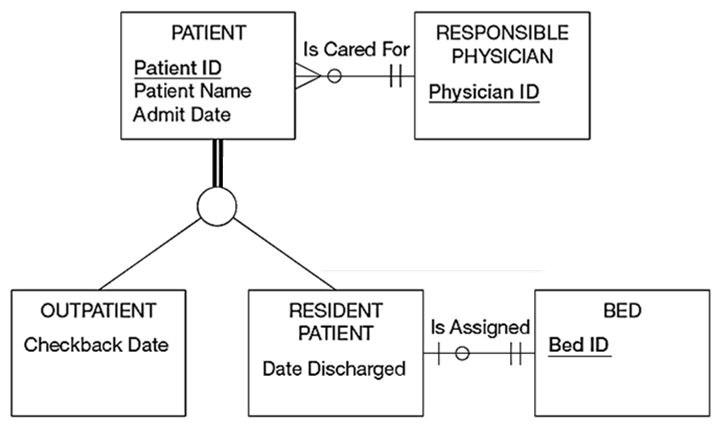 PATIENT
Patient ID
Patient Name
Admit Date
Is Cared For
RESPONSIBLE
PHYSICIAN
Physician ID
OUTPATIENT
Checkback Date
RESIDENT
PATIENT
Date Discharged
Is Assigned
BED
Bed ID